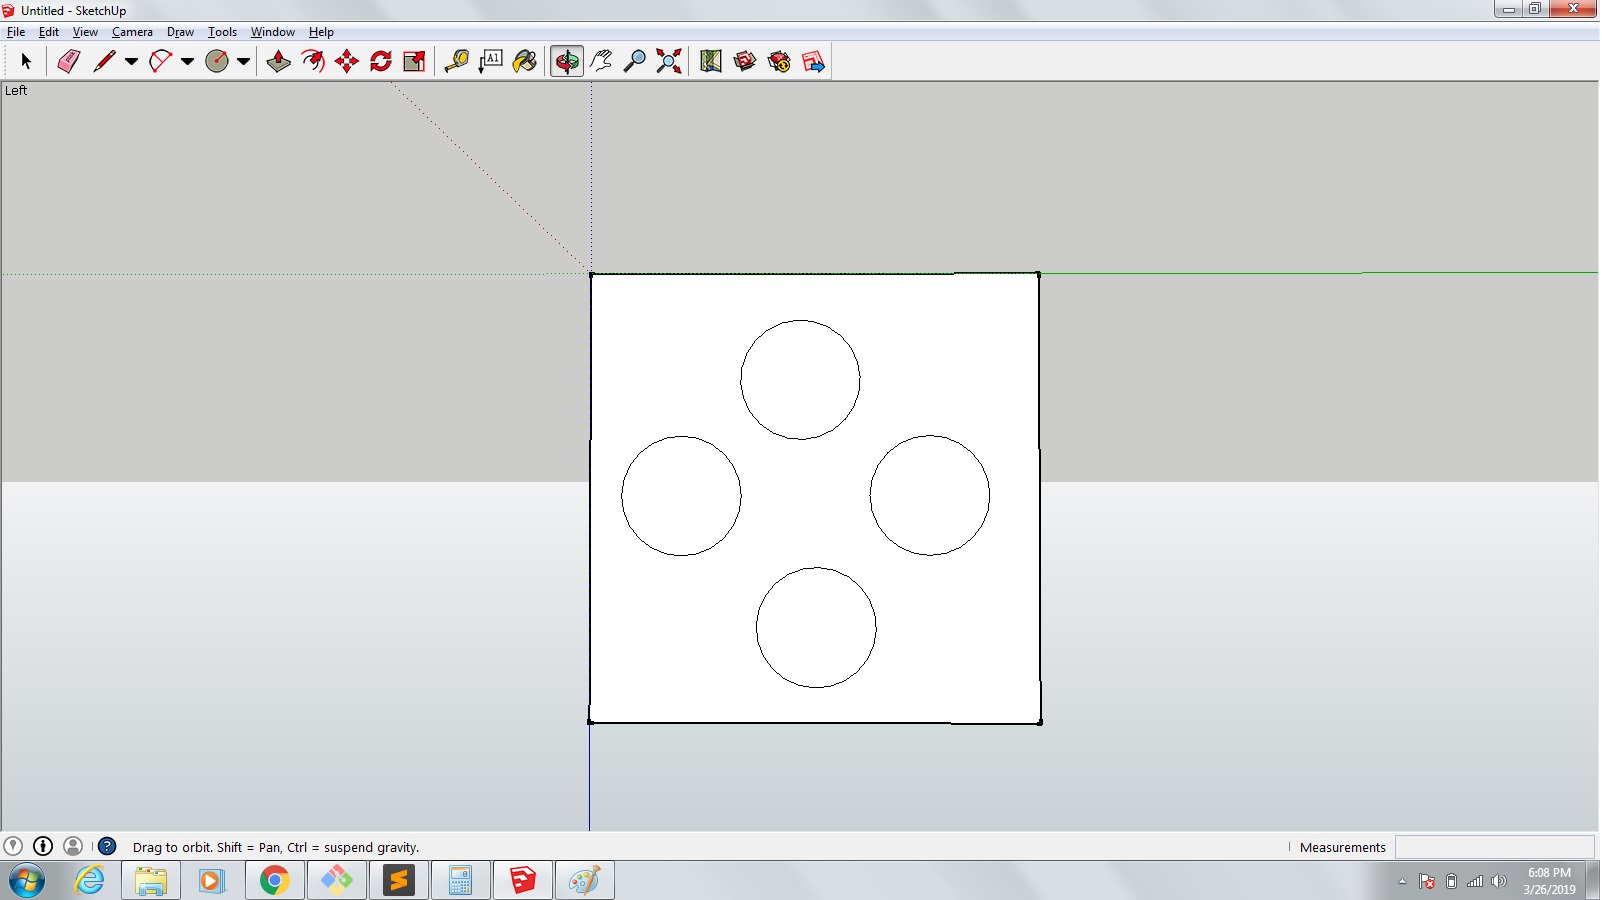 Untitled - SketchUp
File Edit View Camera Draw Tools Window Help
A1
Left
Drag to orbit. Shift = Pan, Ctrl = suspend gravity.
Measurements
6:08 PM
3/26/2019